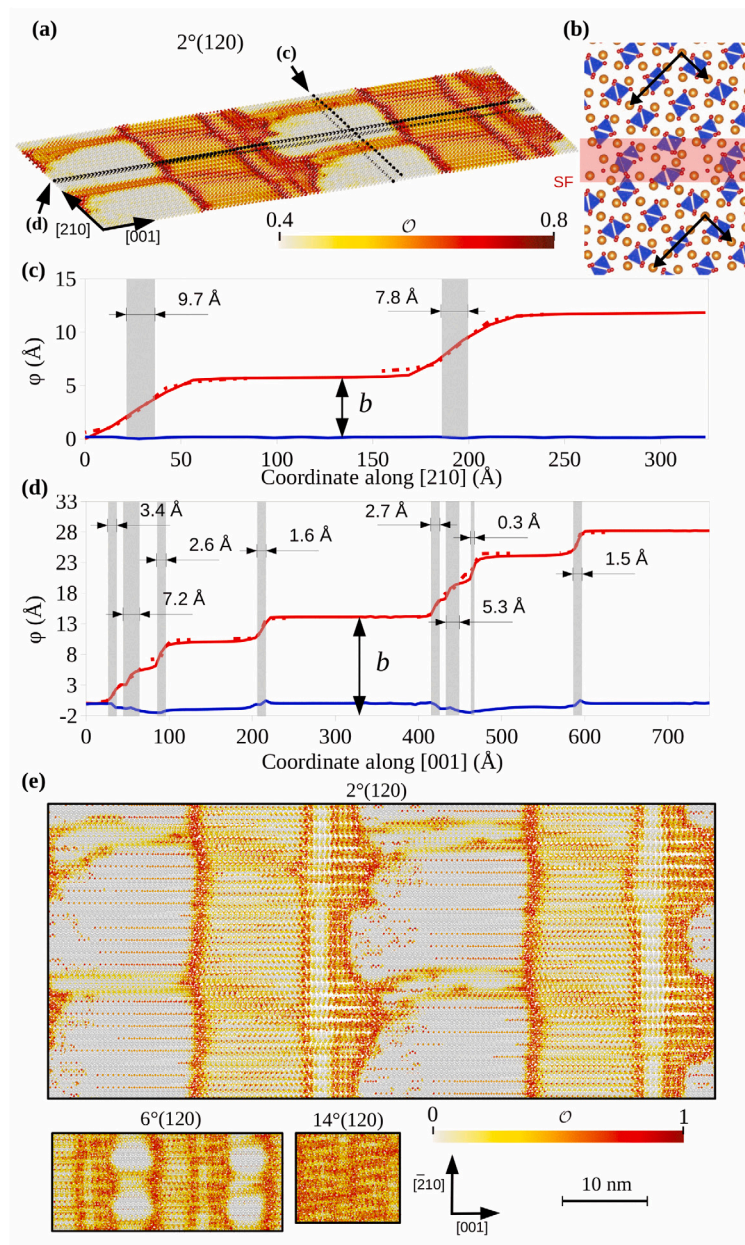 (a)
(b)
2°(120)
(c)
SF
(d)
[210]
[001]
0.4
𝒪
0.8
(c)
15
10
5
0
φ (Å)
9.7 Å
7.8 Å
b
0
50
100
150
200
250
300
Coordinate along [210] (Å)
(d)
33
28
23
18
13
8
3
-2
φ (Å)
3.4 Å
2.6 Å
7.2 Å
1.6 Å
2.7 Å
0.3 Å
5.3 Å
1.5 Å
b
0
100
200
300
400
500
600
700
Coordinate along [001] (Å)
(e)
2°(120)
6°(120)
14°(120)
0
𝒪
1
[2̄10]
[001]
10 nm